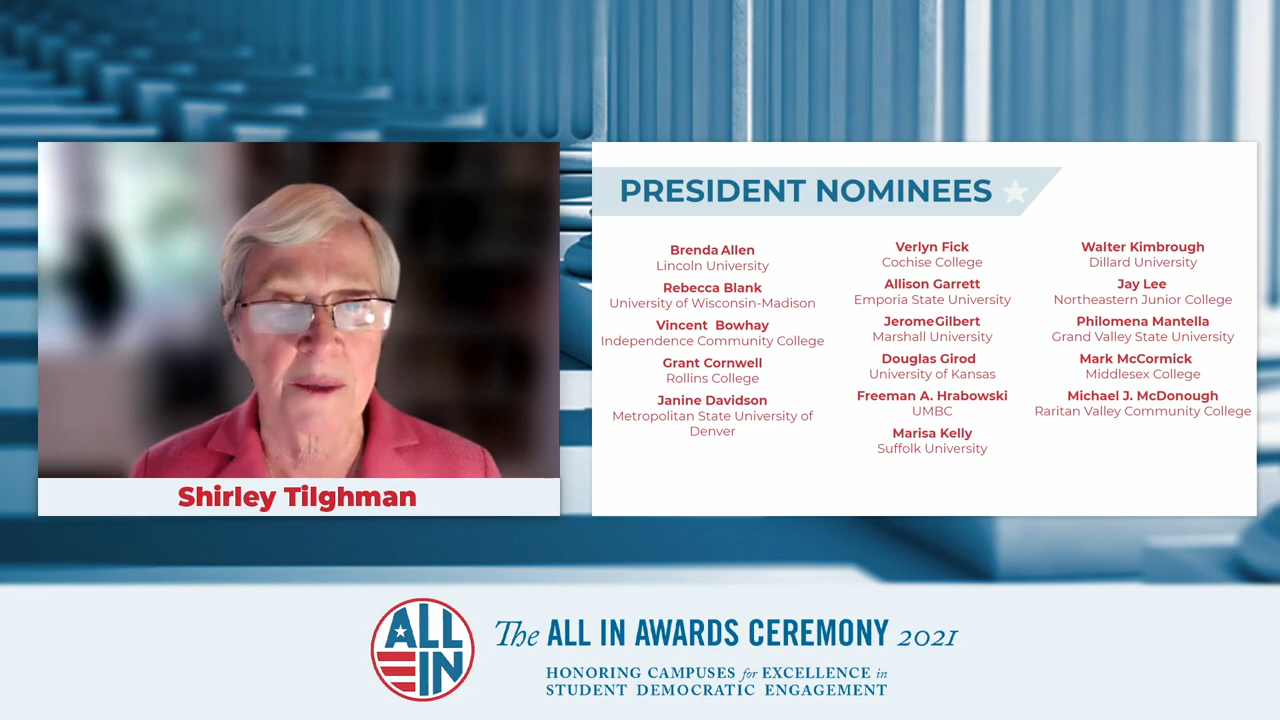 PRESIDENT NOMINEES
Brenda Allen
Lincoln University
Rebecca Blank
University of Wisconsin-Madison
Vincent  Bowhay
Independence Community College
Grant Cornwell
Rollins College
Janine Davidson
Metropolitan State University of
Denver
Verlyn Fick
Cochise College
Allison Garrett
Emporia State University
JeromeGilbert
Marshall University
Douglas Girod
University of Kansas
Freeman A. Hrabowski
UMBC
Marisa Kelly
Suffolk University
Walter Kimbrough
Dillard University
Jay Lee
Northeastern Junior College
Philomena Mantella
Grand Valley State University
Mark McCormick
Middlesex College
Michael J. McDonough
Raritan Valley Community College
Shirley Tilghman
ALL
IN
The ALL IN AWARDS CEREMONY 2021
HONORING CAMPUSES for EXCELLENCE in
STUDENT DEMOCRATIC ENGAGEMENT